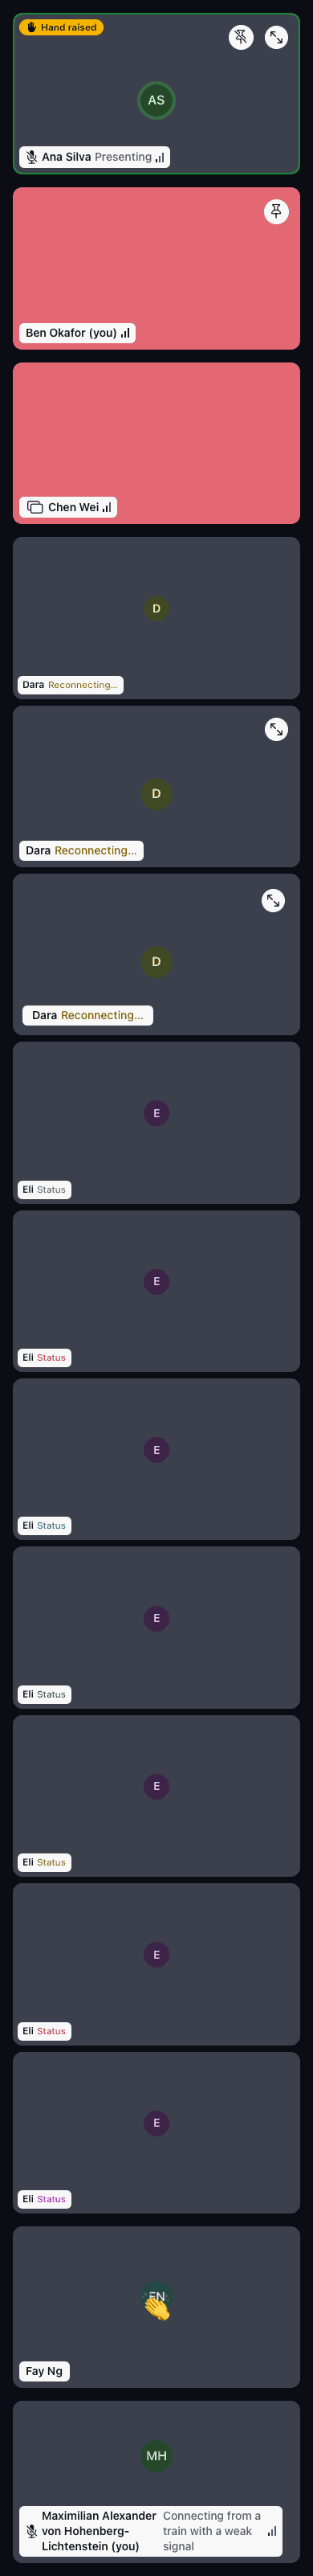 Hand raised
AS
Ana Silva Presenting
Ben Okafor (you)
Chen Wei
D
Dara Reconnecting...
D
Dara Reconnecting...
D
Dara Reconnecting...
E
Eli Status
E
Eli Status
E
Eli Status
E
Eli Status
E
Eli Status
E
Eli Status
E
Eli Status
FN
Fay Ng
MH
Maximilian Alexander
von Hohenberg-
Lichtenstein (you)
Connecting from a
train with a weak
signal